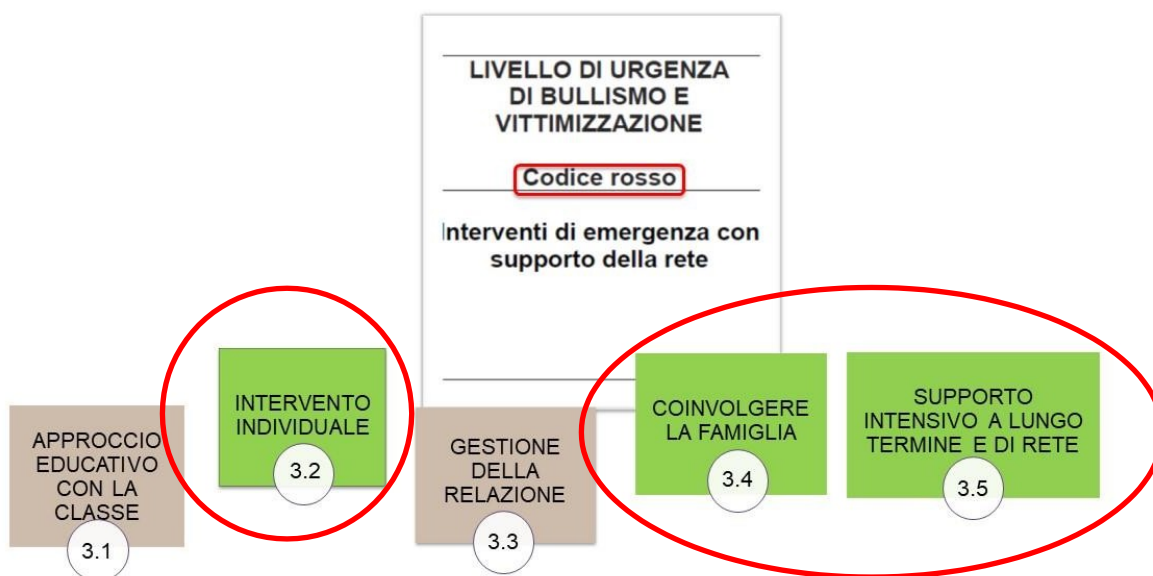 LIVELLO DI URGENZA
DI BULLISMO E
VITTIMIZZAZIONE
Codice rosso
Interventi di emergenza con
supporto della rete
APPROCCIO
EDUCATIVO
CON LA
CLASSE
3.1
INTERVENTO
INDIVIDUALE
3.2
GESTIONE
DELLA
RELAZIONE
3.3
COINVOLGERE
LA FAMIGLIA
3.4
SUPPORTO
INTENSIVO A LUNGO
TERMINE E DI RETE
3.5